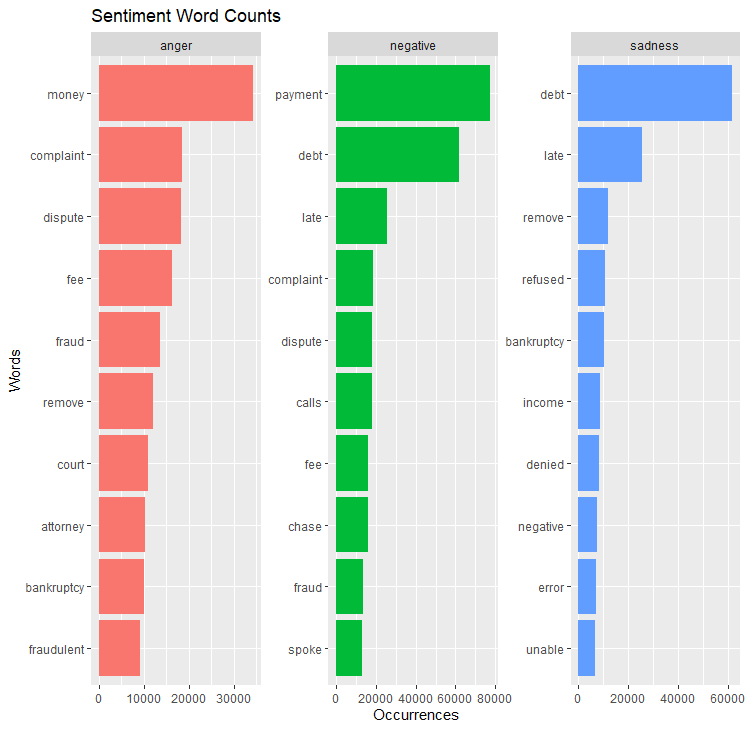 Sentiment Word Counts
anger
negative
sadness
Words
money
complaint
dispute
fee
fraud
remove
court
attorney
bankruptcy
fraudulent
0 10000 20000 30000
payment
debt
late
complaint
dispute
calls
fee
chase
fraud
spoke
0 20000 40000 60000 80000
debt
late
remove
refused
bankruptcy
income
denied
negative
error
unable
0 20000 40000 60000
Occurrences